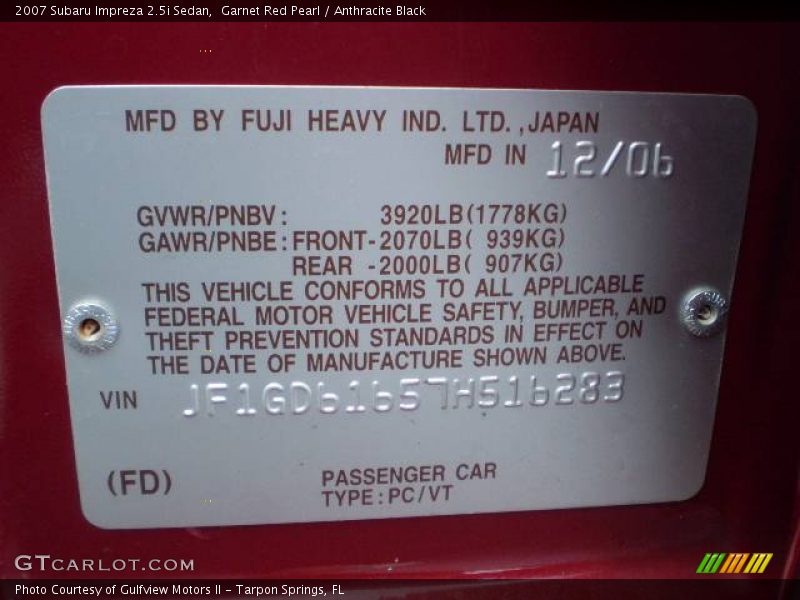 2007 Subaru Impreza 2.5i Sedan, Garnet Red Pearl / Anthracite Black
MFD BY FUJI HEAVY IND. LTD.,JAPAN
MFD IN 12/06
GVWR/PNBV: 3920LB(1778KG)
GAWR/PNBE:FRONT-2070LB( 939KG)
REAR -2000LB( 907KG)
THIS VEHICLE CONFORMS TO ALL APPLICABLE
FEDERAL MOTOR VEHICLE SAFETY, BUMPER, AND
THEFT PREVENTION STANDARDS IN EFFECT ON
THE DATE OF MANUFACTURE SHOWN ABOVE.
VIN JF1GD61657H516283
(FD) PASSENGER CAR
TYPE:PC/VT
GTCARLOT.COM
Photo Courtesy of Gulfview Motors II - Tarpon Springs, FL